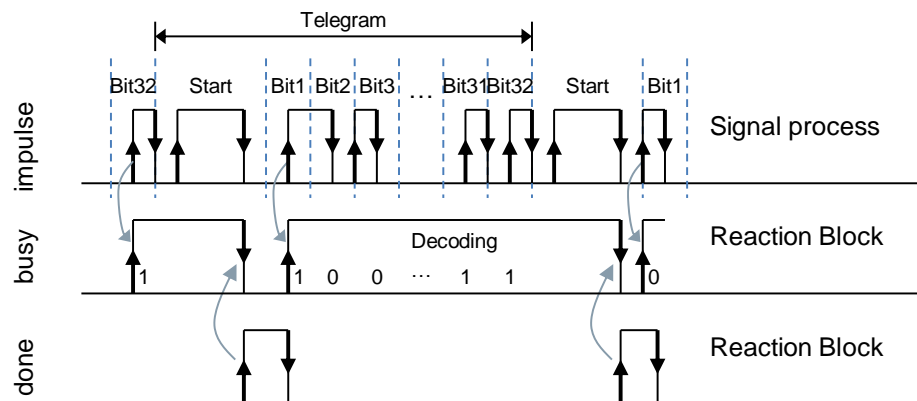 Telegram
Bit32 Start Bit1 Bit2 Bit3 … Bit31 Bit32 Start Bit1
impulse Signal process
busy Decoding Reaction Block
1 1 0 0 … 1 1 0
done Reaction Block